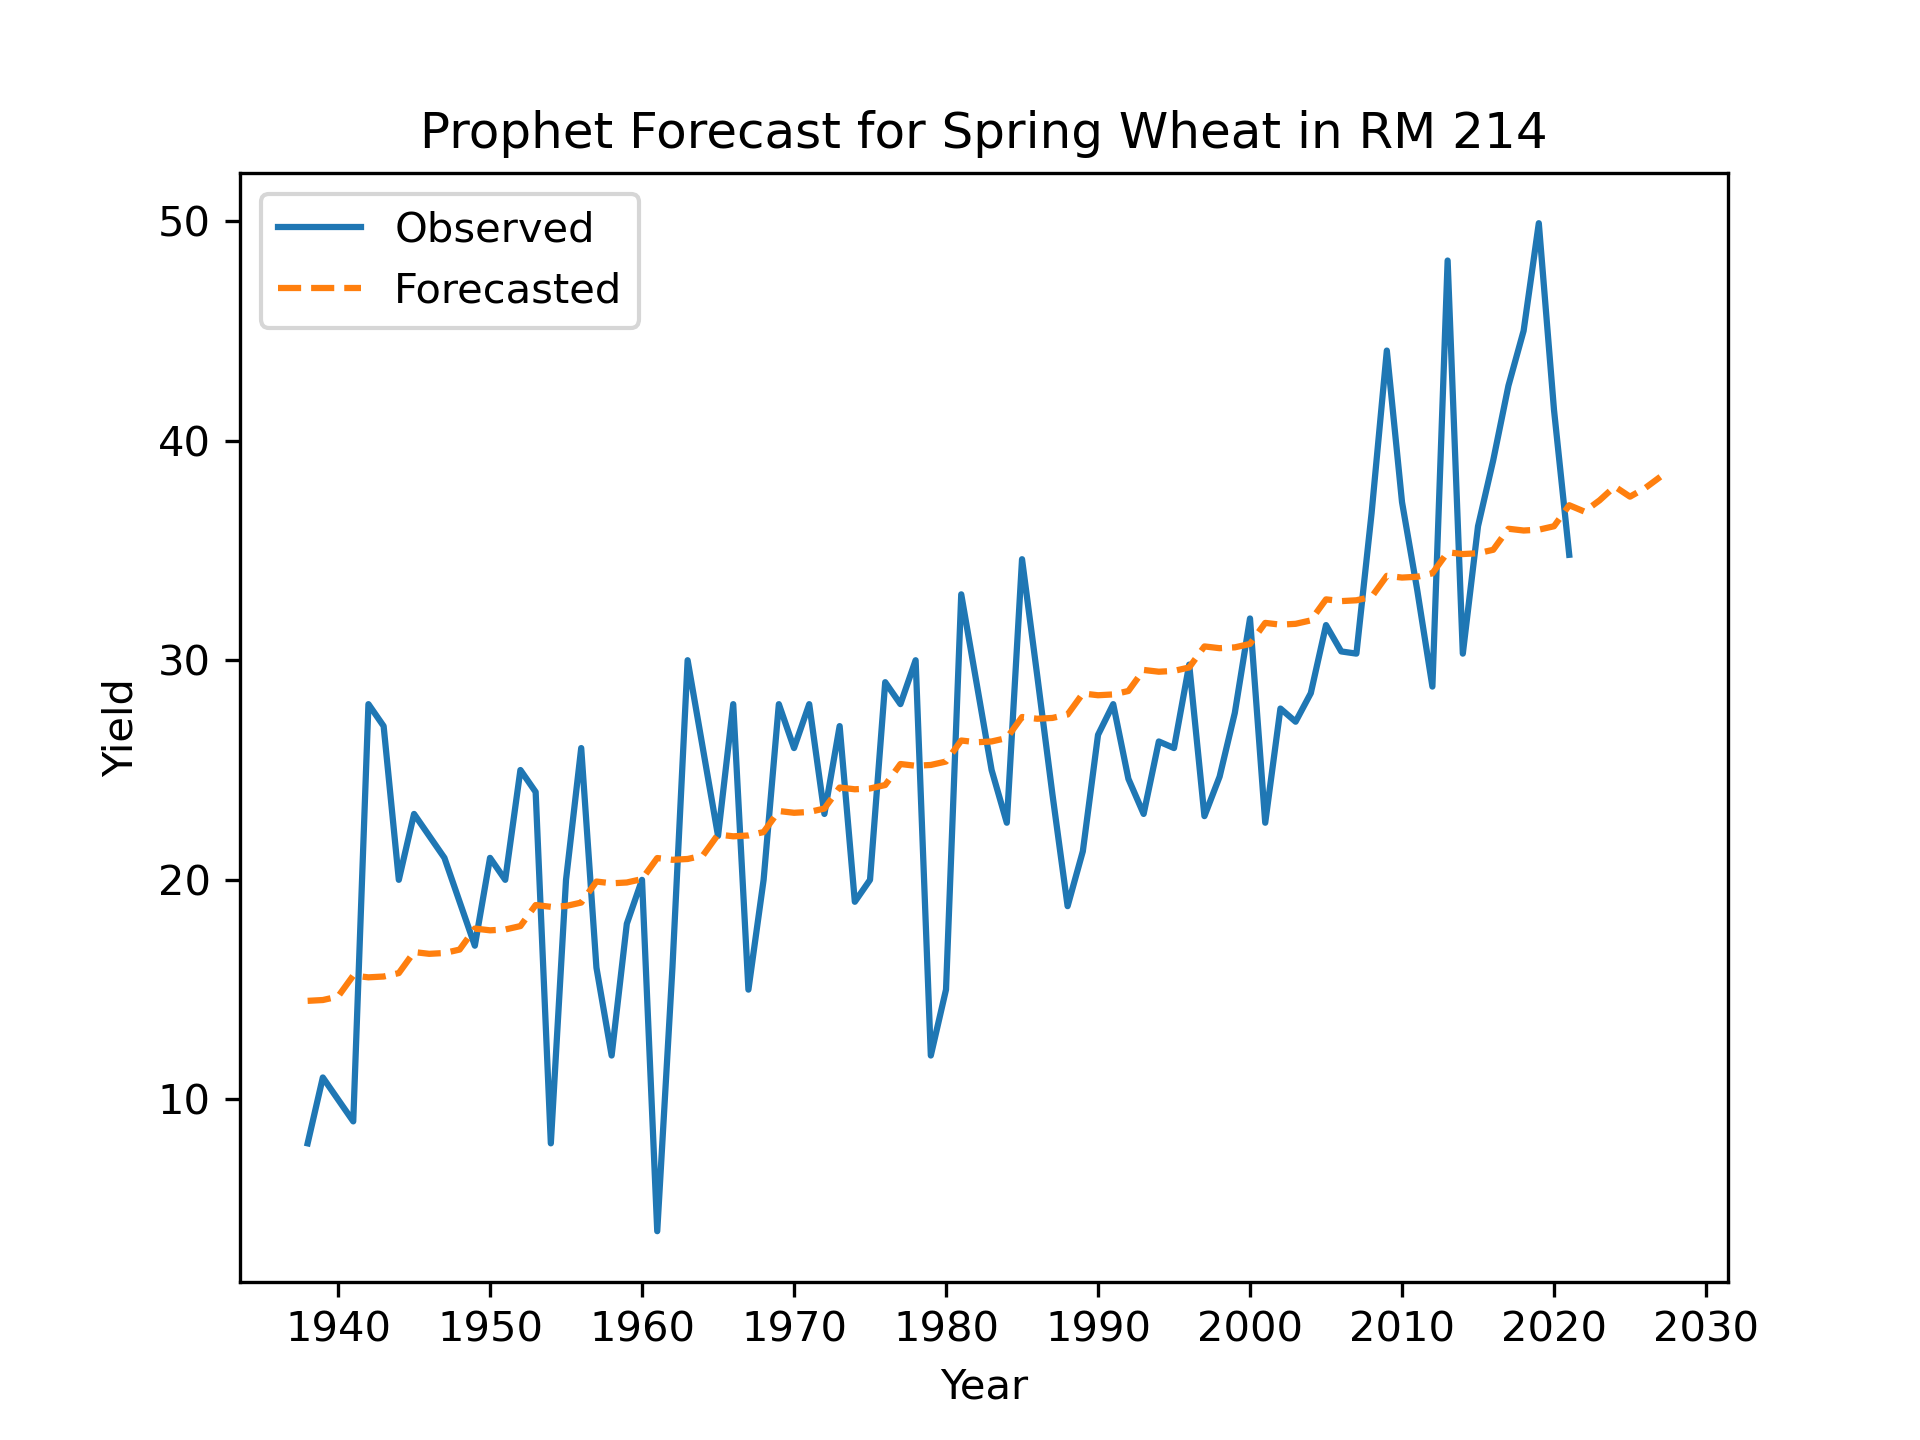 Prophet Forecast for Spring Wheat in RM 214
Observed
Forecasted
50
40
30
20
10
Yield
1940 1950 1960 1970 1980 1990 2000 2010 2020 2030
Year